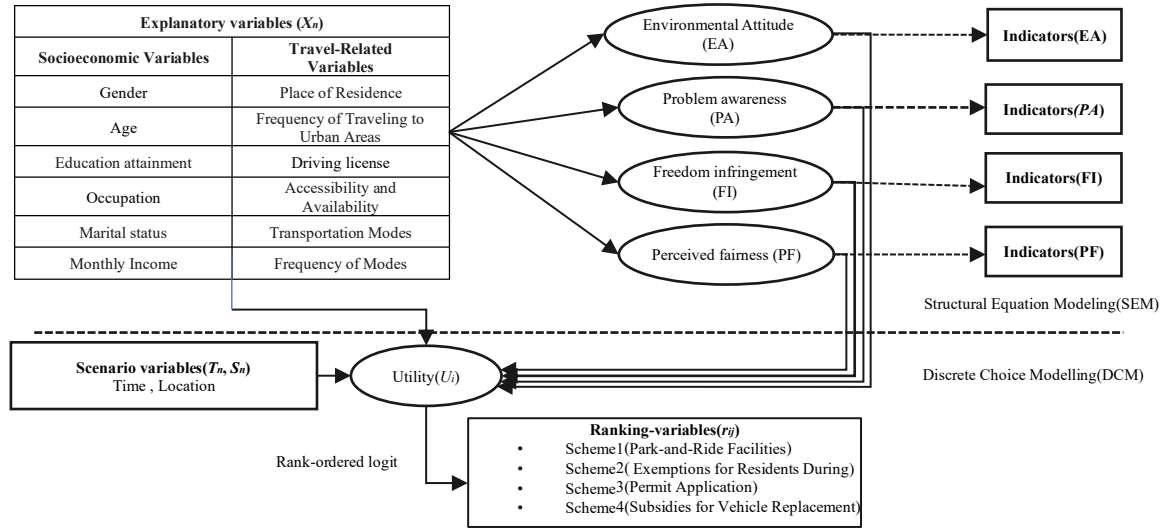 Explanatory variables (Xn)
Socioeconomic Variables
Travel-Related
Variables
Gender
Place of Residence
Age
Frequency of Traveling to
Urban Areas
Education attainment
Driving license
Occupation
Accessibility and
Availability
Marital status
Transportation Modes
Monthly Income
Frequency of Modes
Environmental Attitude
(EA)
Problem awareness
(PA)
Freedom infringement
(FI)
Perceived fairness (PF)
Indicators(EA)
Indicators(PA)
Indicators(FI)
Indicators(PF)
Structural Equation Modeling(SEM)
Scenario variables(Tn, Sn)
Time , Location
Utility(Ui)
Discrete Choice Modelling(DCM)
Rank-ordered logit
Ranking-variables(rij)
• Scheme1(Park-and-Ride Facilities)
• Scheme2( Exemptions for Residents During)
• Scheme3(Permit Application)
• Scheme4(Subsidies for Vehicle Replacement)